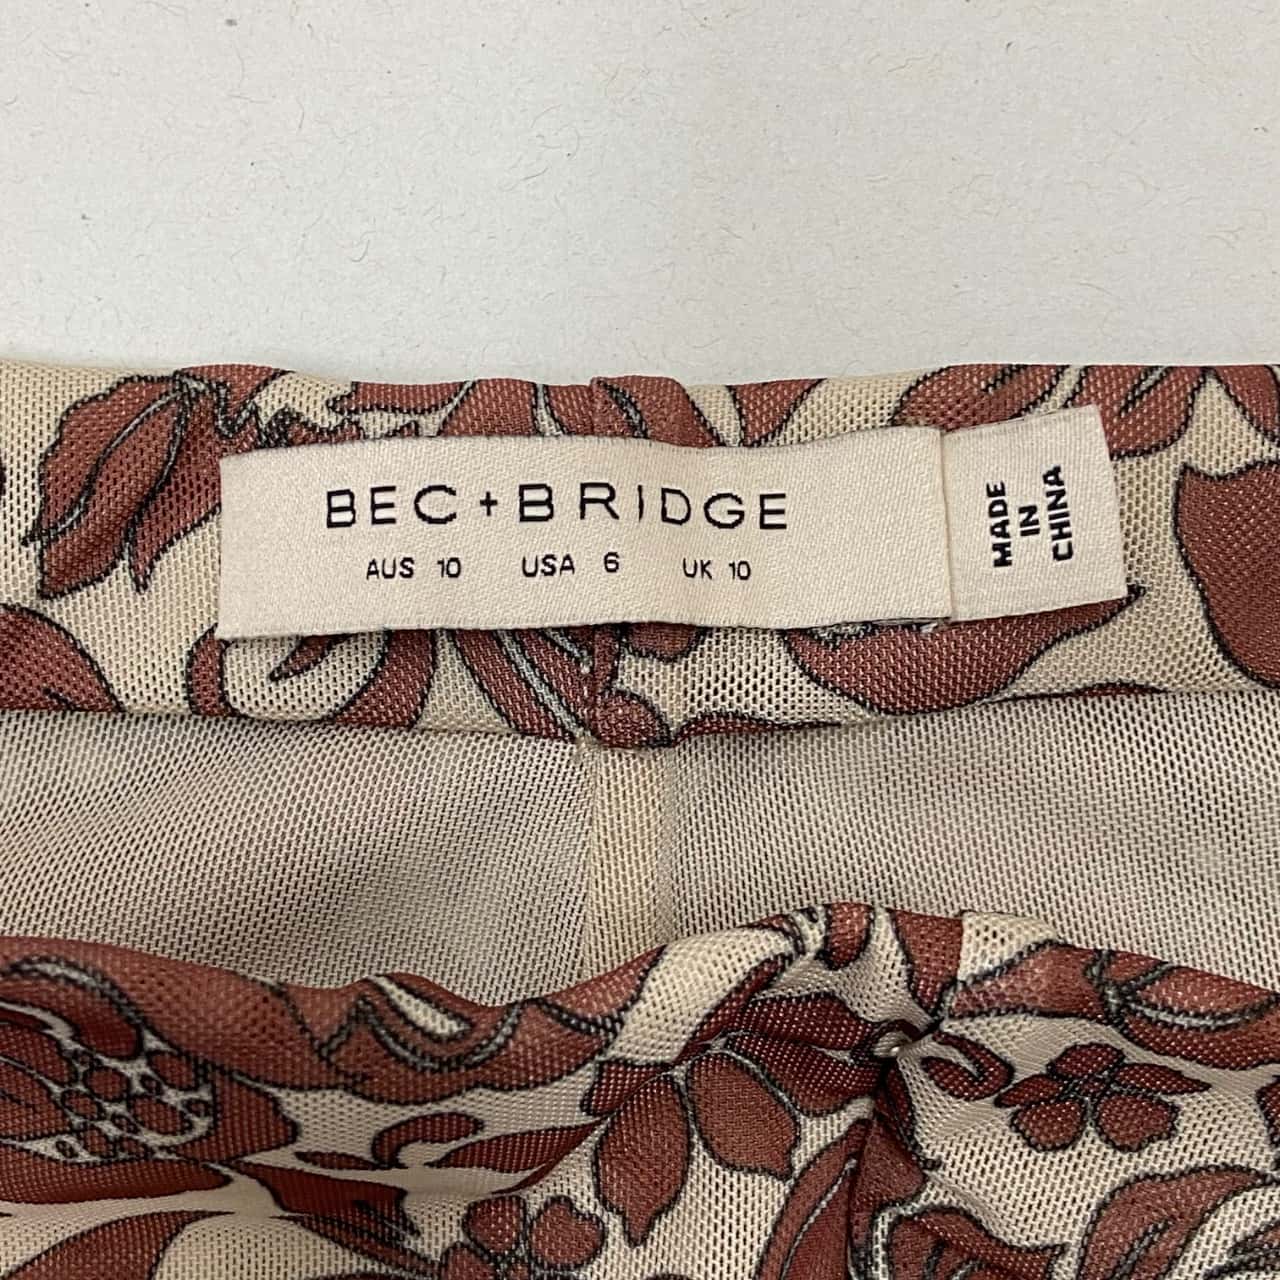 BEC+BRIDGE
AUS 10 USA 6 UK 10
MADE
IN
CHINA